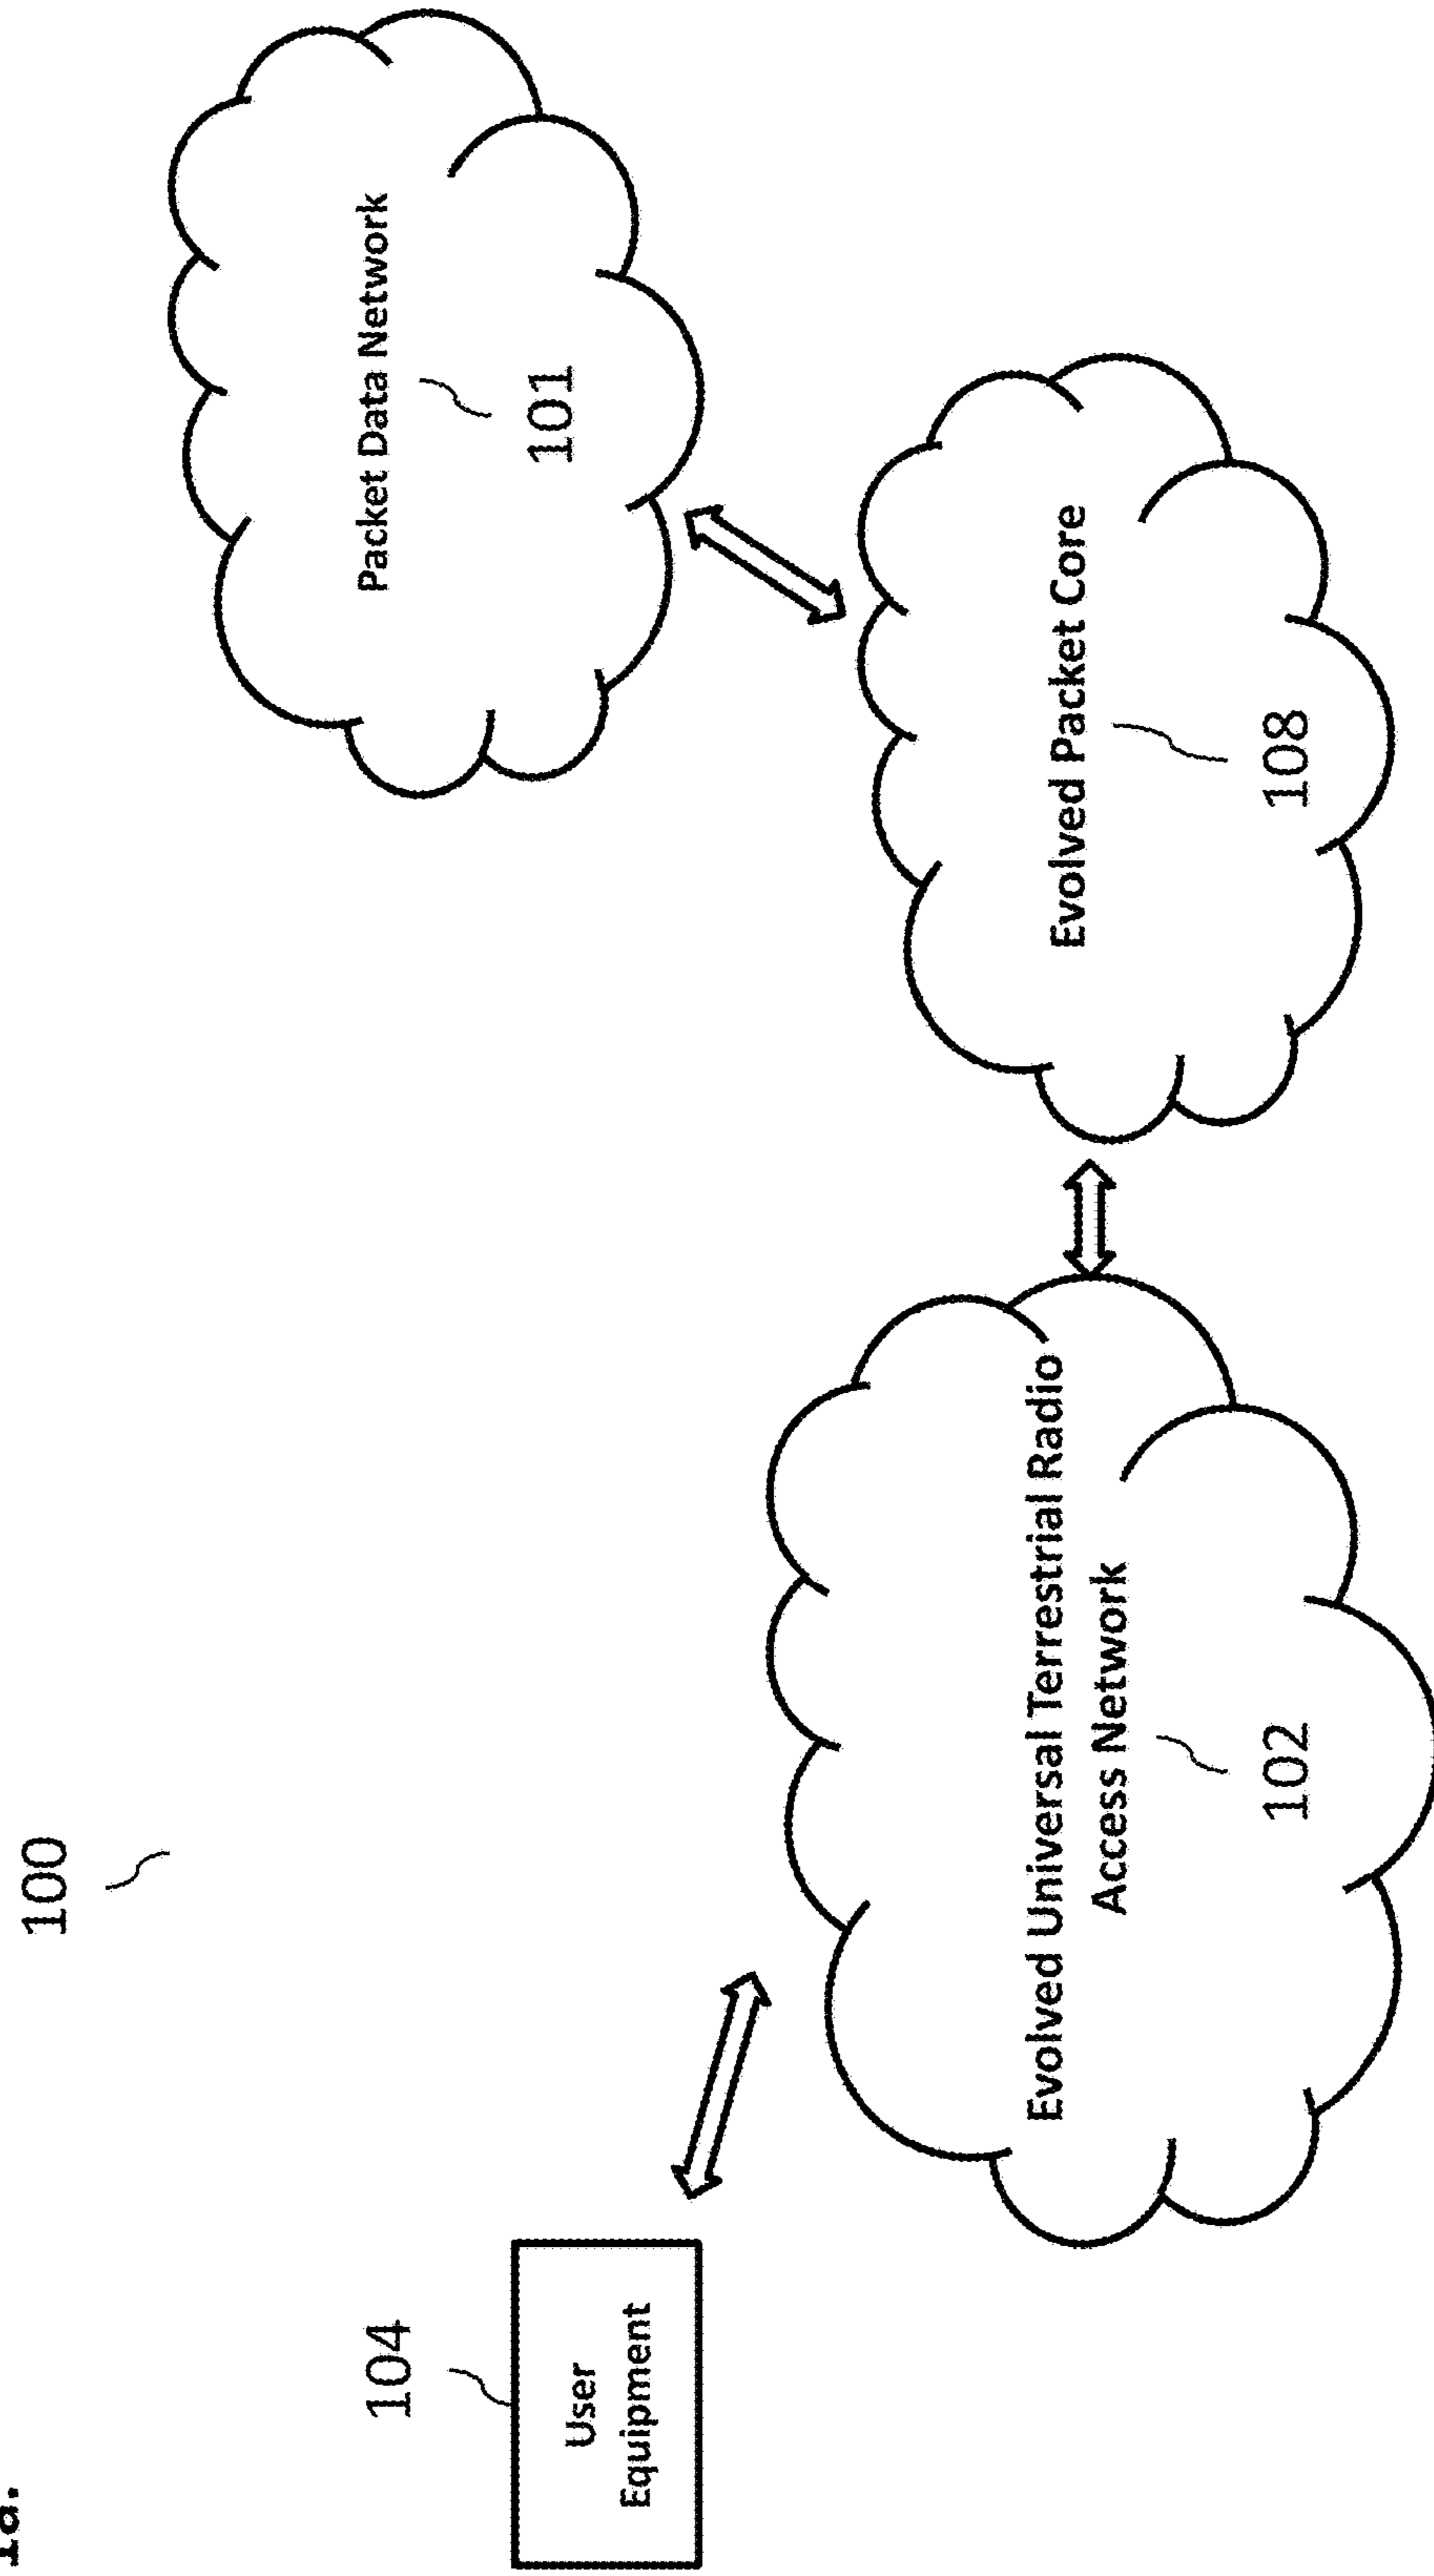 1a.
100
104
User
Equipment
Packet Data Network
101
Evolved Universal Terrestrial Radio
Access Network
102
Evolved Packet Core
108